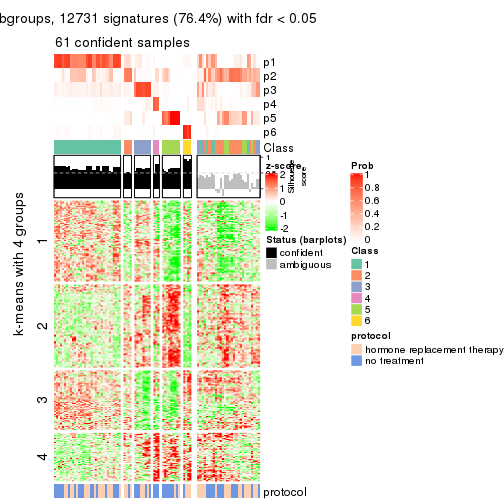 bgroups, 12731 signatures (76.4%) with fdr < 0.05
61 confident samples
p1
p2
p3
p4
p5
p6
Class
1
z-score
2
1
0
-1
-2
Silhouette
score
Prob
1
0.8
0.6
0.4
0.2
0
Status (barplots)
confident
ambiguous
Class
1
2
3
4
5
6
protocol
hormone replacement therapy
no treatment
k-means with 4 groups
1
2
3
4
protocol